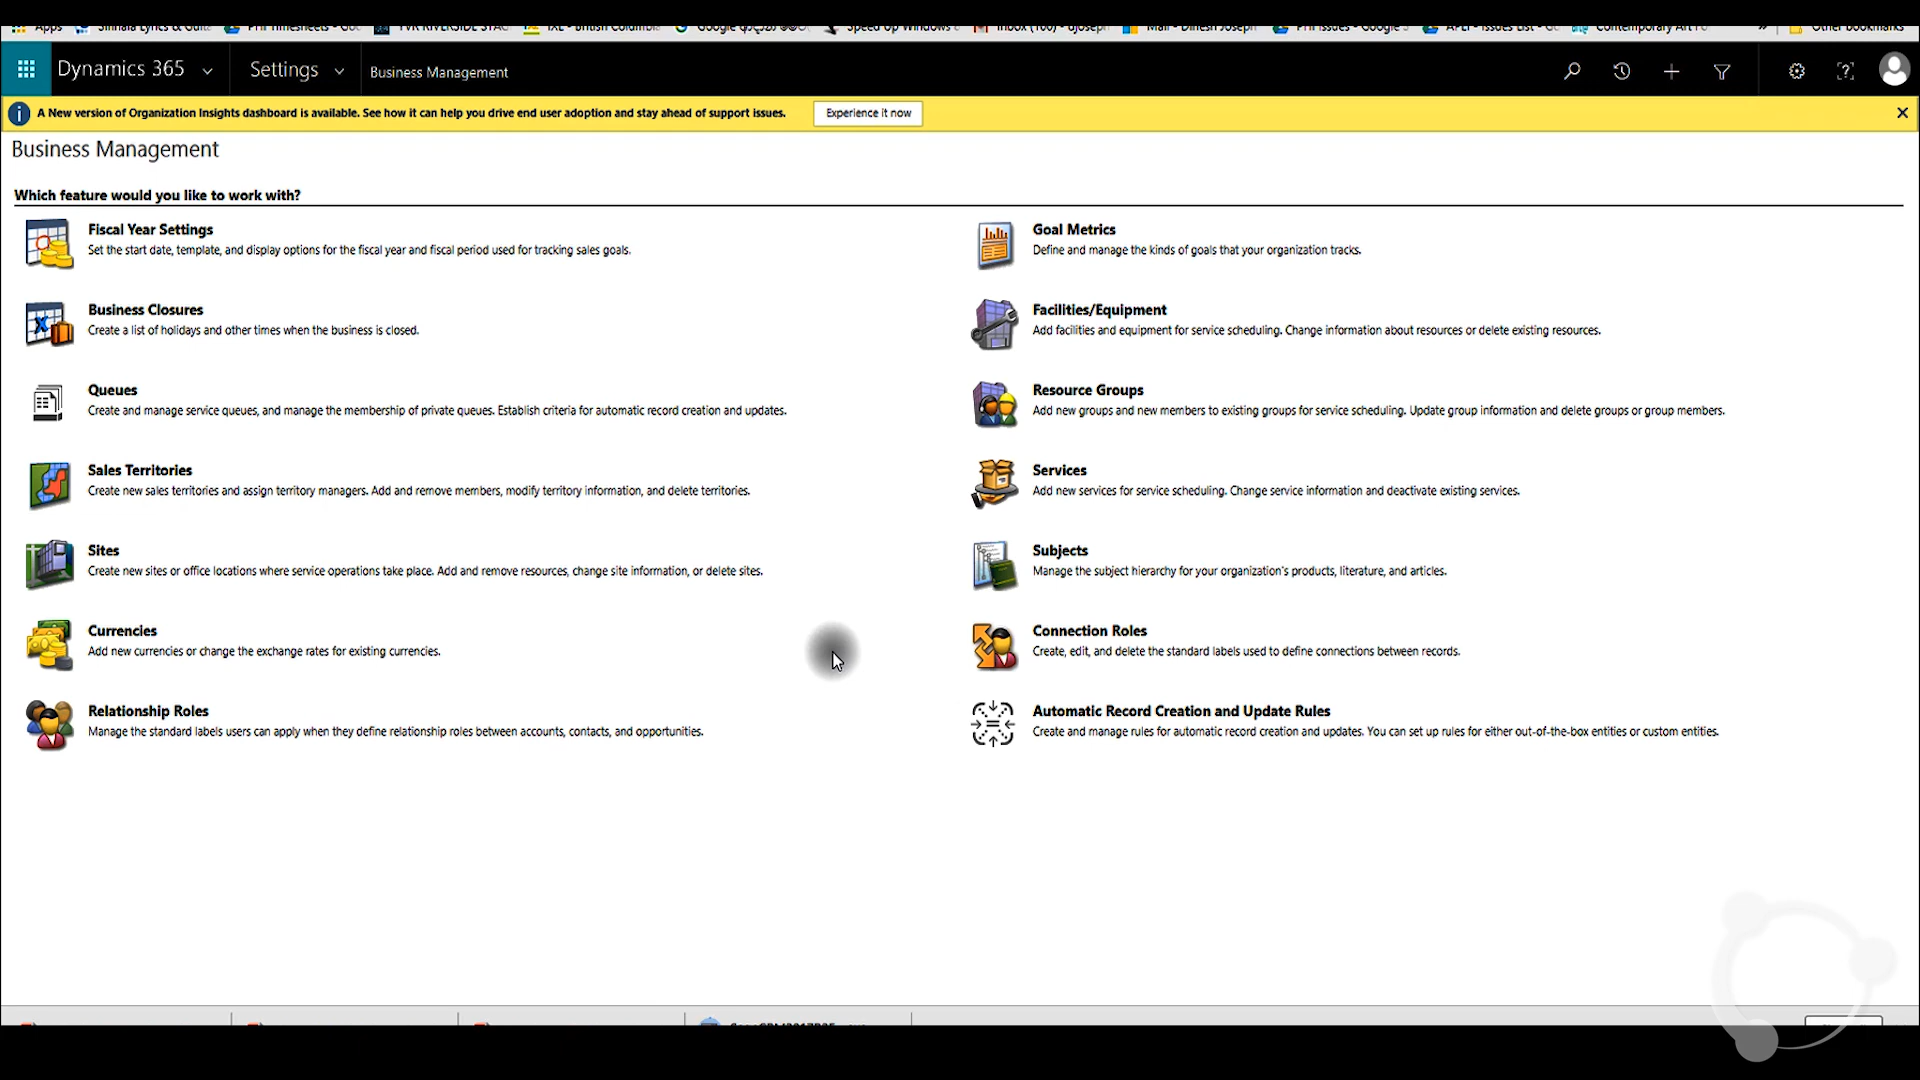 Apps
Dynamics 365
Settings
Business Management
A New version of Organization Insights dashboard is available. See how it can help you drive end user adoption and stay ahead of support issues.
Experience it now
Business Management
Which feature would you like to work with?
Fiscal Year Settings
Set the start date, template, and display options for the fiscal year and fiscal period used for tracking sales goals.
Goal Metrics
Define and manage the kinds of goals that your organization tracks.
Business Closures
Create a list of holidays and other times when the business is closed.
Facilities/Equipment
Add facilities and equipment for service scheduling. Change information about resources or delete existing resources.
Queues
Create and manage service queues, and manage the membership of private queues. Establish criteria for automatic record creation and updates.
Resource Groups
Add new groups and new members to existing groups for service scheduling. Update group information and delete groups or group members.
Sales Territories
Create new sales territories and assign territory managers. Add and remove members, modify territory information, and delete territories.
Services
Add new services for service scheduling. Change service information and deactivate existing services.
Sites
Create new sites or office locations where service operations take place. Add and remove resources, change site information, or delete sites.
Subjects
Manage the subject hierarchy for your organization's products, literature, and articles.
Currencies
Add new currencies or change the exchange rates for existing currencies.
Connection Roles
Create, edit, and delete the standard labels used to define connections between records.
Relationship Roles
Manage the standard labels users can apply when they define relationship roles between accounts, contacts, and opportunities.
Automatic Record Creation and Update Rules
Create and manage rules for automatic record creation and updates. You can set up rules for either out-of-the-box entities or custom entities.